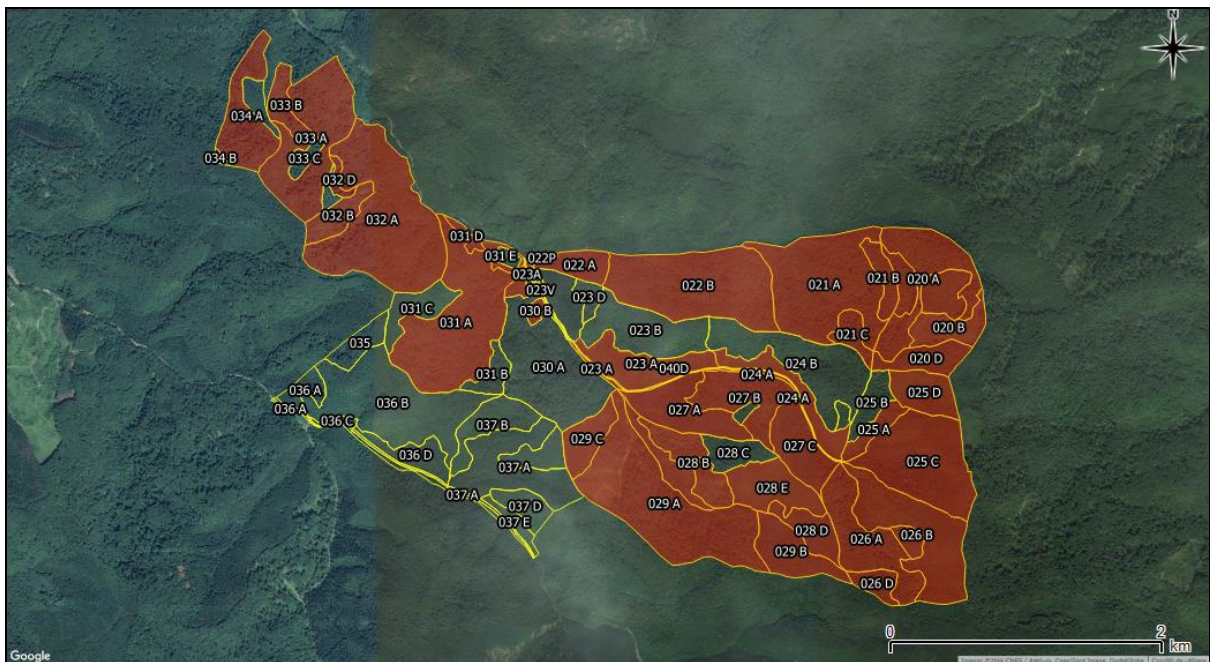 N
033 B
034 A
033 A
034 B
033 C
032 D
032 B
032 A
031 D
031 E
022P
022 A
023A
021 B
020 A
022 B
021 A
023V
023 D
031 C
030 B
031 A
023 B
021 C
020 B
035
020 D
023 A
023 A
040D
024 B
030 A
031 B
024 A
036 A
025 D
027 B
024 A
036 B
025 B
036 A
027 A
036 C
037 B
025 A
029 C
027 C
036 D
028 C
028 B
025 C
037 A
028 E
037 A
029 A
037 D
037 E
028 D
026 A
026 B
029 B
026 D
0
2
km
Google